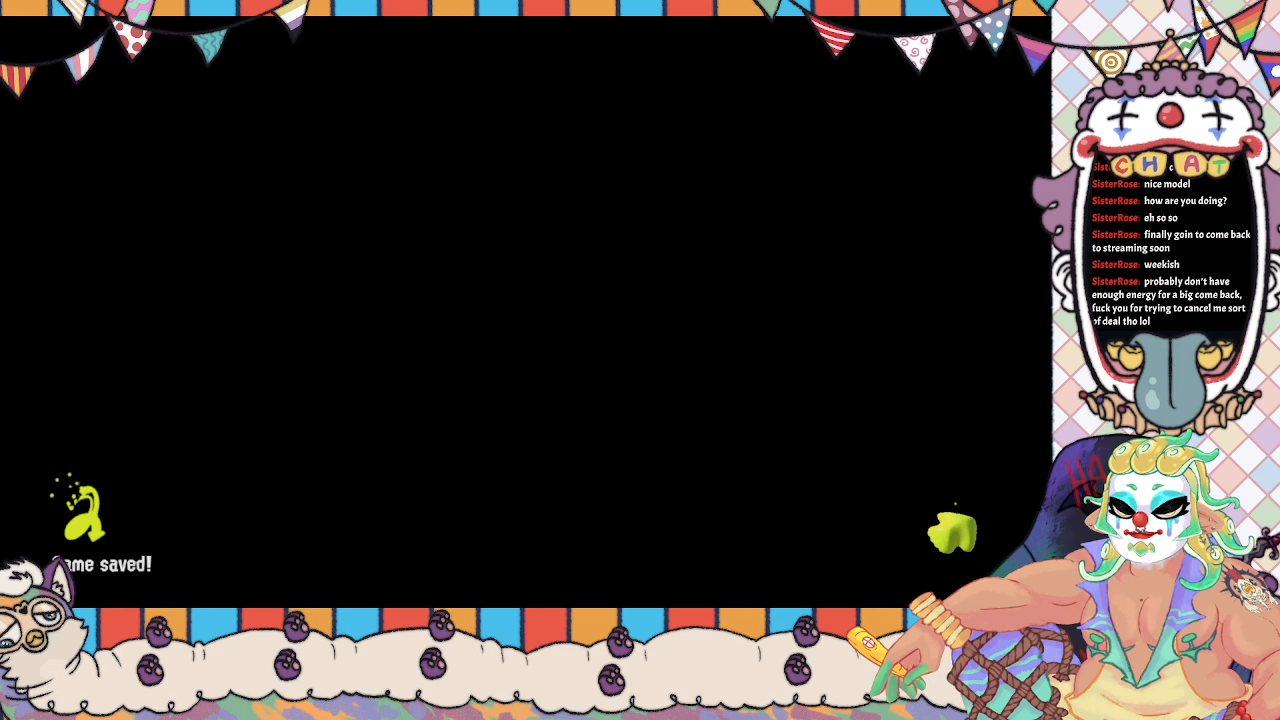 CHAT
SisterRose: nice model
SisterRose: how are you doing?
SisterRose: eh so so
SisterRose: finally goin to come back
to streaming soon
SisterRose: weekish
SisterRose: probably don't have
enough energy for a big come back,
fuck you for trying to cancel me sort
of deal tho lol
HA
ame saved!